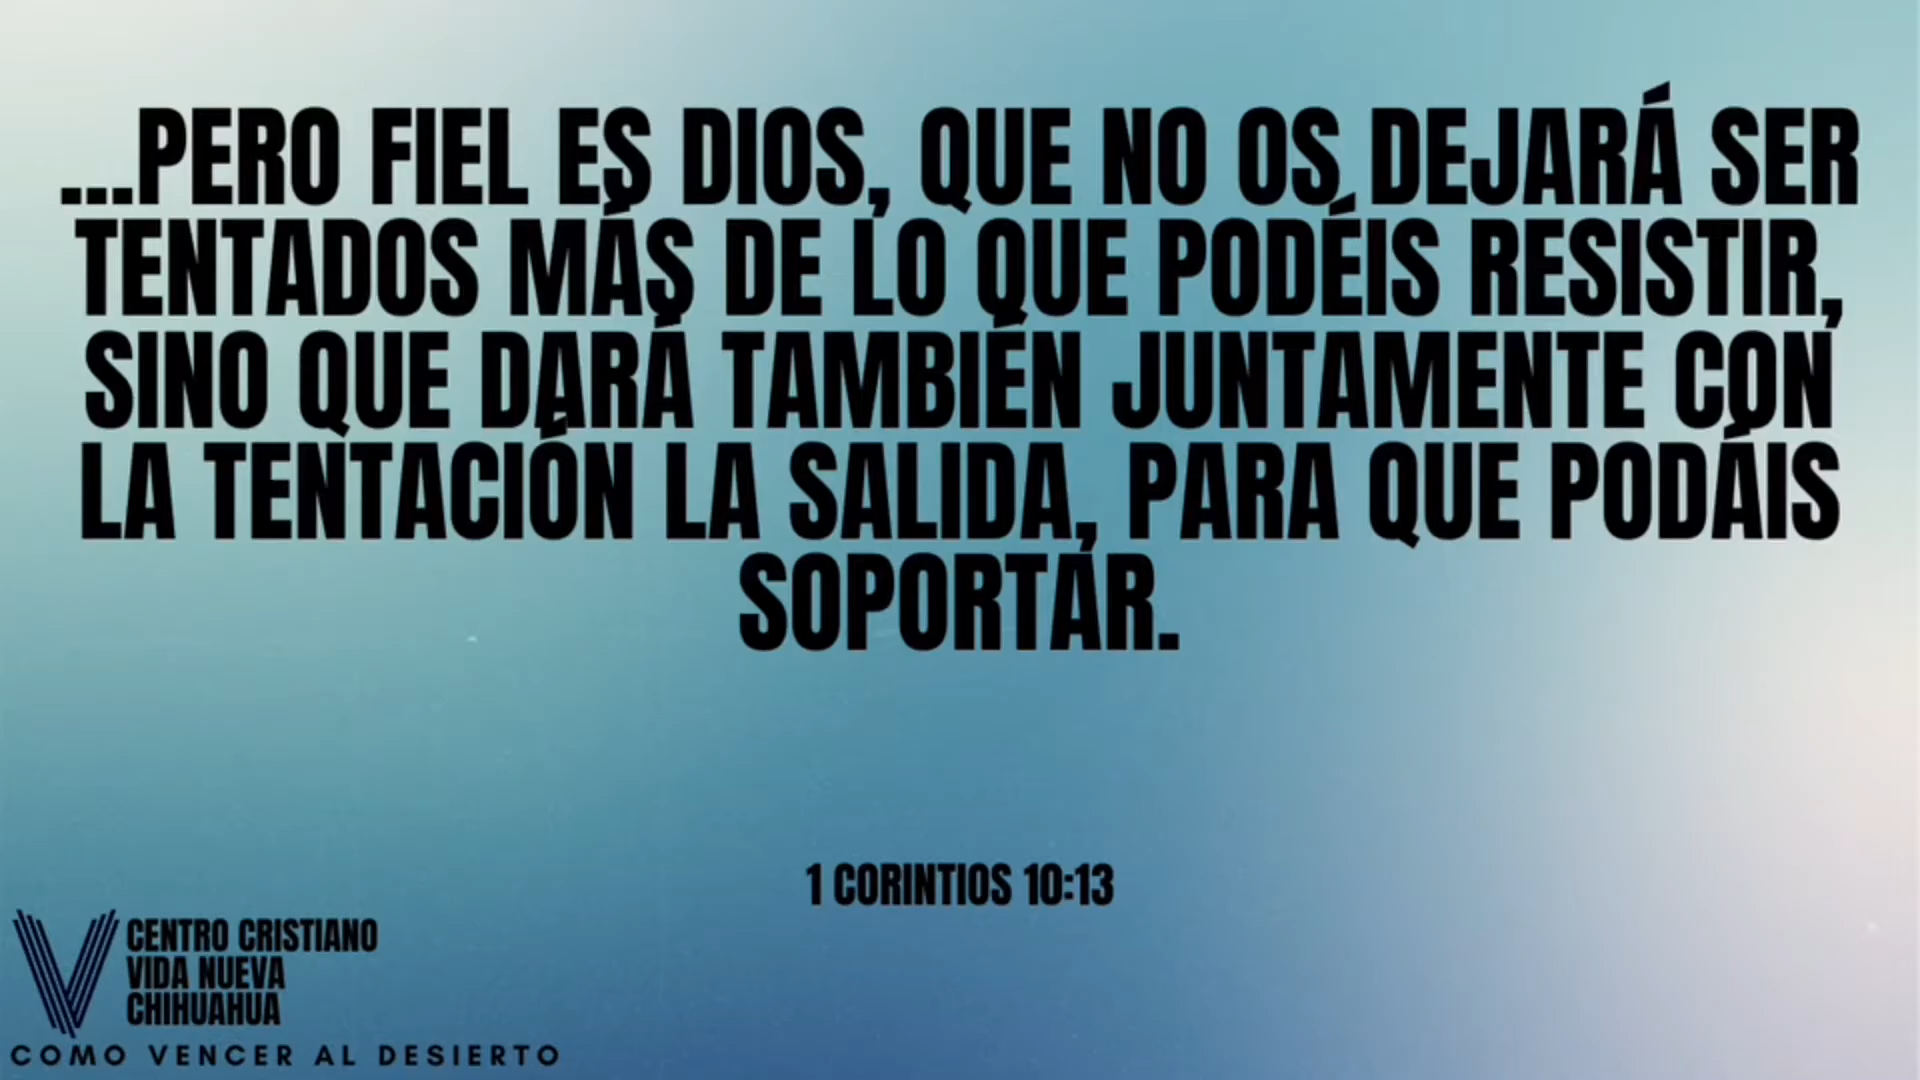 ...PERO FIEL ES DIOS, QUE NO OS DEJARÁ SER
TENTADOS MÁS DE LO QUE PODÉIS RESISTIR,
SINO QUE DARÁ TAMBIÉN JUNTAMENTE CON
LA TENTACIÓN LA SALIDA, PARA QUE PODÁIS
SOPORTAR.
1 CORINTIOS 10:13
CENTRO CRISTIANO
VIDA NUEVA
CHIHUAHUA
COMO VENCER AL DESIERTO